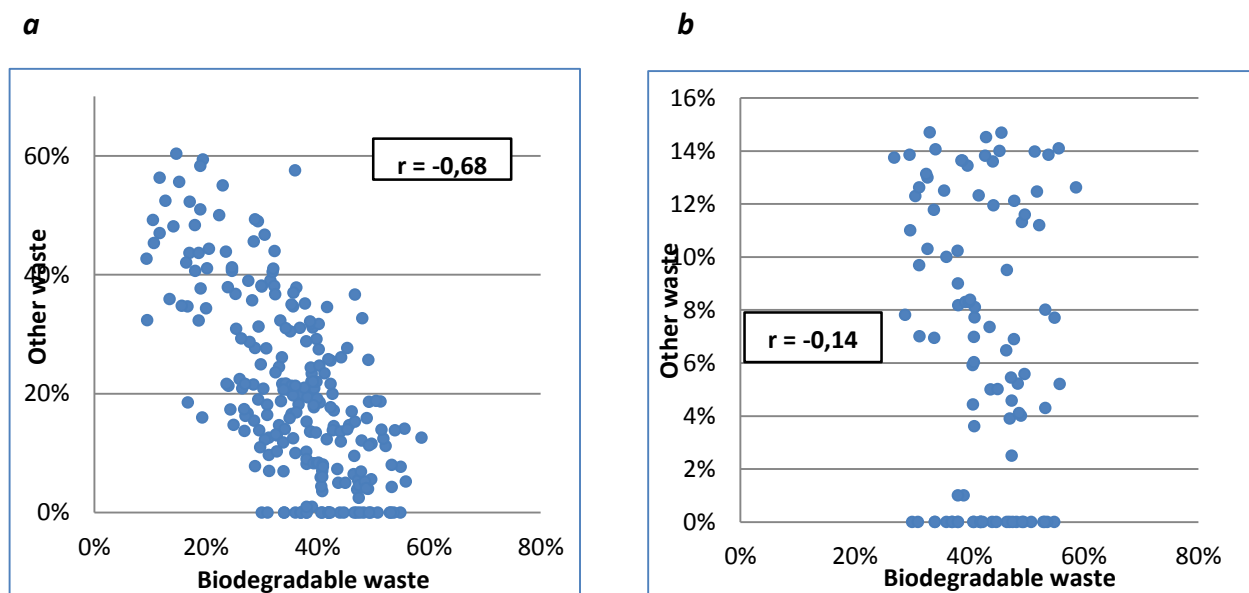 a
b
r = -0,68
60%
40%
20%
0%
Other waste
0%
20%
40%
60%
80%
Biodegradable waste
16%
14%
12%
10%
8%
6%
4%
2%
0%
Other waste
r = -0,14
0%
20%
40%
60%
80%
Biodegradable waste